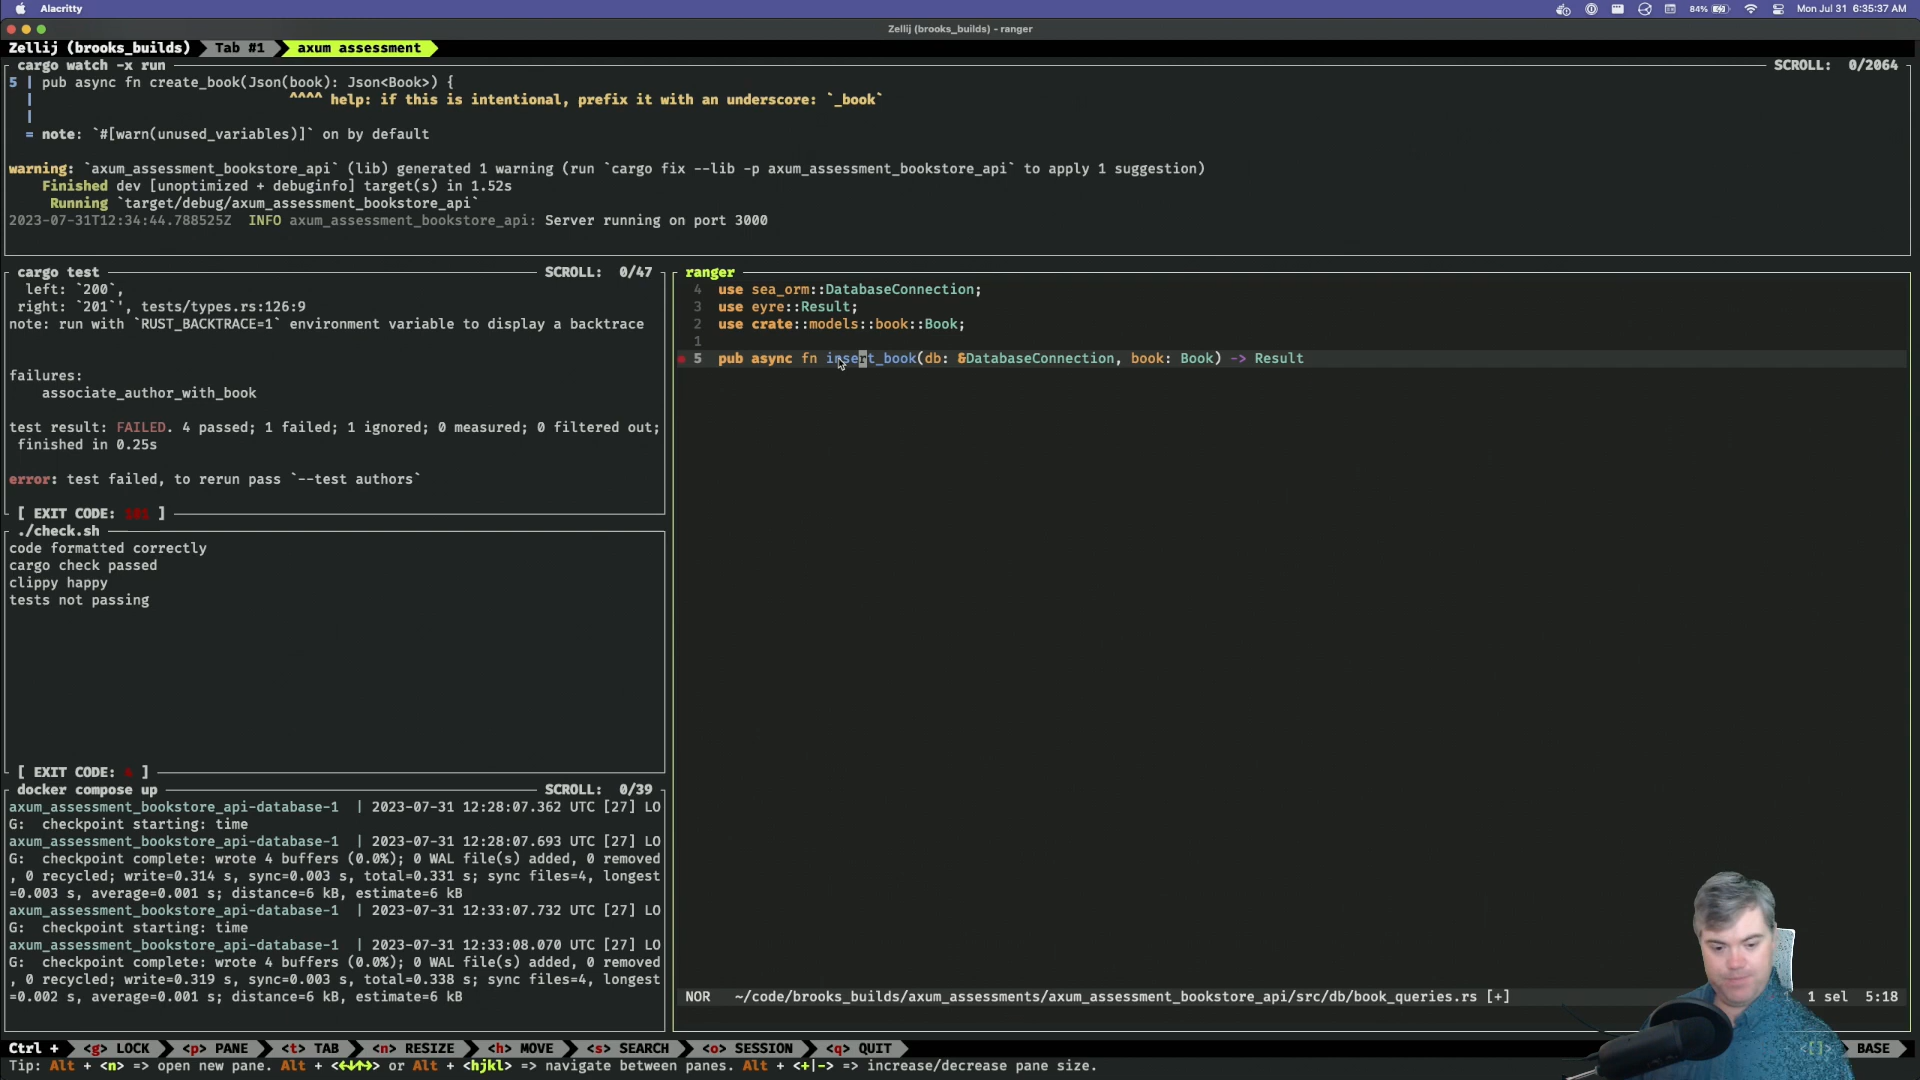 Alacritty
84%
Mon Jul 31 6:35:37 AM
Zellij (brooks_builds) - ranger
Zellij (brooks_builds) Tab #1 axum assessment
cargo watch -x run SCROLL: 0/2064
5 | pub async fn create_book(Json(book): Json<Book>) {
| ^^^^ help: if this is intentional, prefix it with an underscore: `_book`
|
= note: `#[warn(unused_variables)]` on by default
warning: `axum_assessment_bookstore_api` (lib) generated 1 warning (run `cargo fix --lib -p axum_assessment_bookstore_api` to apply 1 suggestion)
Finished dev [unoptimized + debuginfo] target(s) in 1.52s
Running `target/debug/axum_assessment_bookstore_api`
2023-07-31T12:34:44.788525Z INFO axum_assessment_bookstore_api: Server running on port 3000
cargo test SCROLL: 0/47
left: `200`,
right: `201`', tests/types.rs:126:9
note: run with `RUST_BACKTRACE=1` environment variable to display a backtrace
failures:
associate_author_with_book
test result: FAILED. 4 passed; 1 failed; 1 ignored; 0 measured; 0 filtered out;
finished in 0.25s
error: test failed, to rerun pass `--test authors`
[ EXIT CODE: ]
./check.sh
code formatted correctly
cargo check passed
clippy happy
tests not passing
[ EXIT CODE: ]
docker compose up SCROLL: 0/39
axum_assessment_bookstore_api-database-1 | 2023-07-31 12:28:07.362 UTC [27] LO
G: checkpoint starting: time
axum_assessment_bookstore_api-database-1 | 2023-07-31 12:28:07.693 UTC [27] LO
G: checkpoint complete: wrote 4 buffers (0.0%); 0 WAL file(s) added, 0 removed
, 0 recycled; write=0.314 s, sync=0.003 s, total=0.331 s; sync files=4, longest
=0.003 s, average=0.001 s; distance=6 kB, estimate=6 kB
axum_assessment_bookstore_api-database-1 | 2023-07-31 12:33:07.732 UTC [27] LO
G: checkpoint starting: time
axum_assessment_bookstore_api-database-1 | 2023-07-31 12:33:08.070 UTC [27] LO
G: checkpoint complete: wrote 4 buffers (0.0%); 0 WAL file(s) added, 0 removed
, 0 recycled; write=0.319 s, sync=0.003 s, total=0.338 s; sync files=4, longest
=0.002 s, average=0.001 s; distance=6 kB, estimate=6 kB
ranger
4 use sea_orm::DatabaseConnection;
3 use eyre::Result;
2 use crate::models::book::Book;
1
5 pub async fn insert_book(db: &DatabaseConnection, book: Book) -> Result
NOR ~/code/brooks_builds/axum_assessments/axum_assessment_bookstore_api/src/db/book_queries.rs [+] 1 sel 5:18
Ctrl + <g> LOCK <p> PANE <t> TAB <n> RESIZE <h> MOVE <s> SEARCH <o> SESSION <q> QUIT <[]> BASE
Tip: Alt + <n> => open new pane. Alt + <←↓↑→> or Alt + <hjkl> => navigate between panes. Alt + <+|-> => increase/decrease pane size.